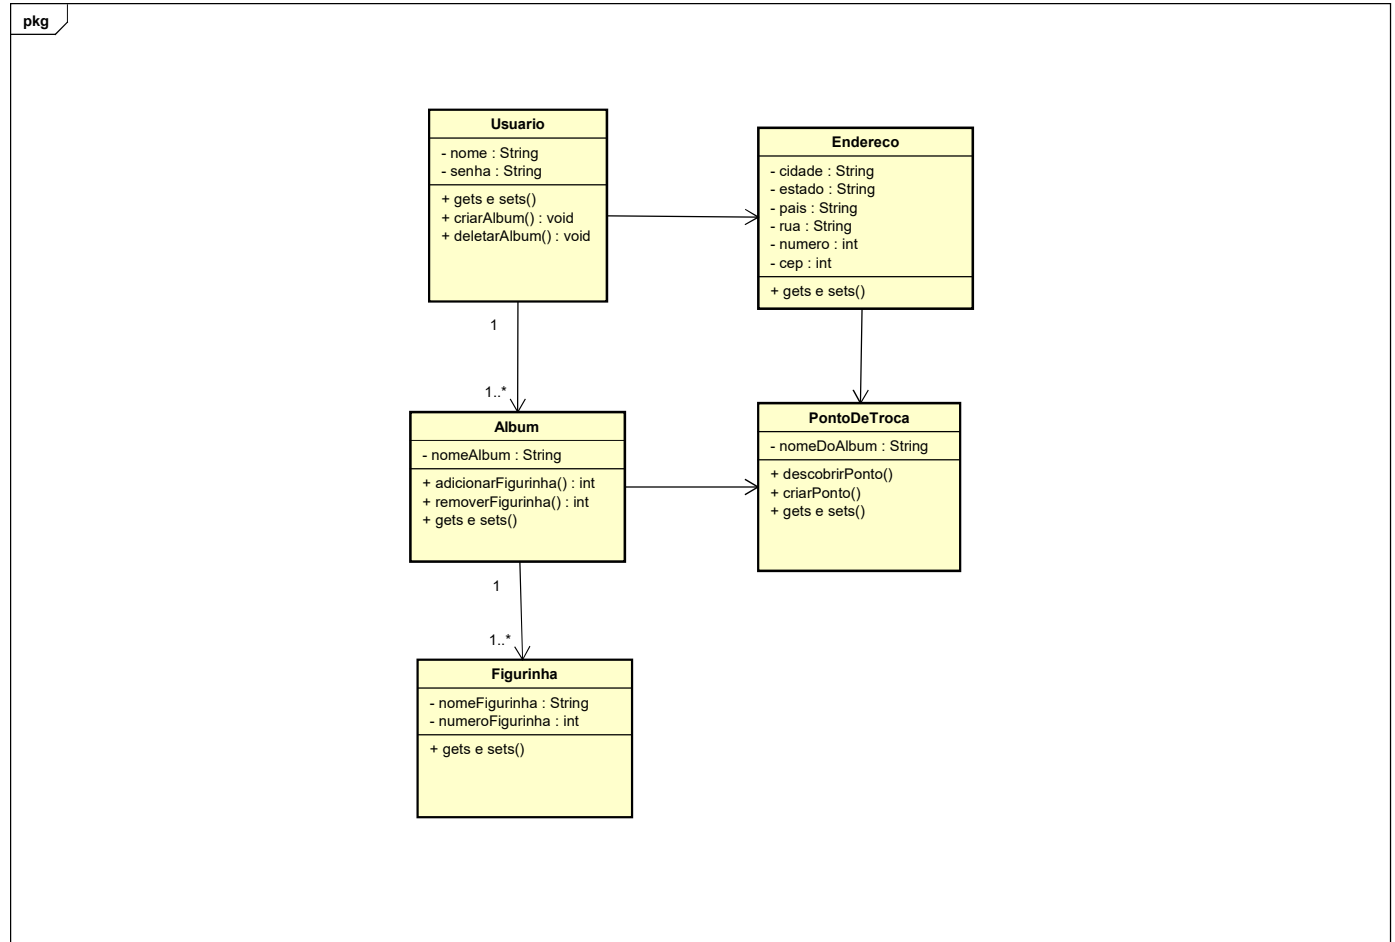 pkg
Usuario
- nome : String
- senha : String
+ gets e sets()
+ criarAlbum() : void
+ deletarAlbum() : void
Endereco
- cidade : String
- estado : String
- pais : String
- rua : String
- numero : int
- cep : int
+ gets e sets()
1
1..*
Album
- nomeAlbum : String
+ adicionarFigurinha() : int
+ removerFigurinha() : int
+ gets e sets()
PontoDeTroca
- nomeDoAlbum : String
+ descobrirPonto()
+ criarPonto()
+ gets e sets()
1
1..*
Figurinha
- nomeFigurinha : String
- numeroFigurinha : int
+ gets e sets()